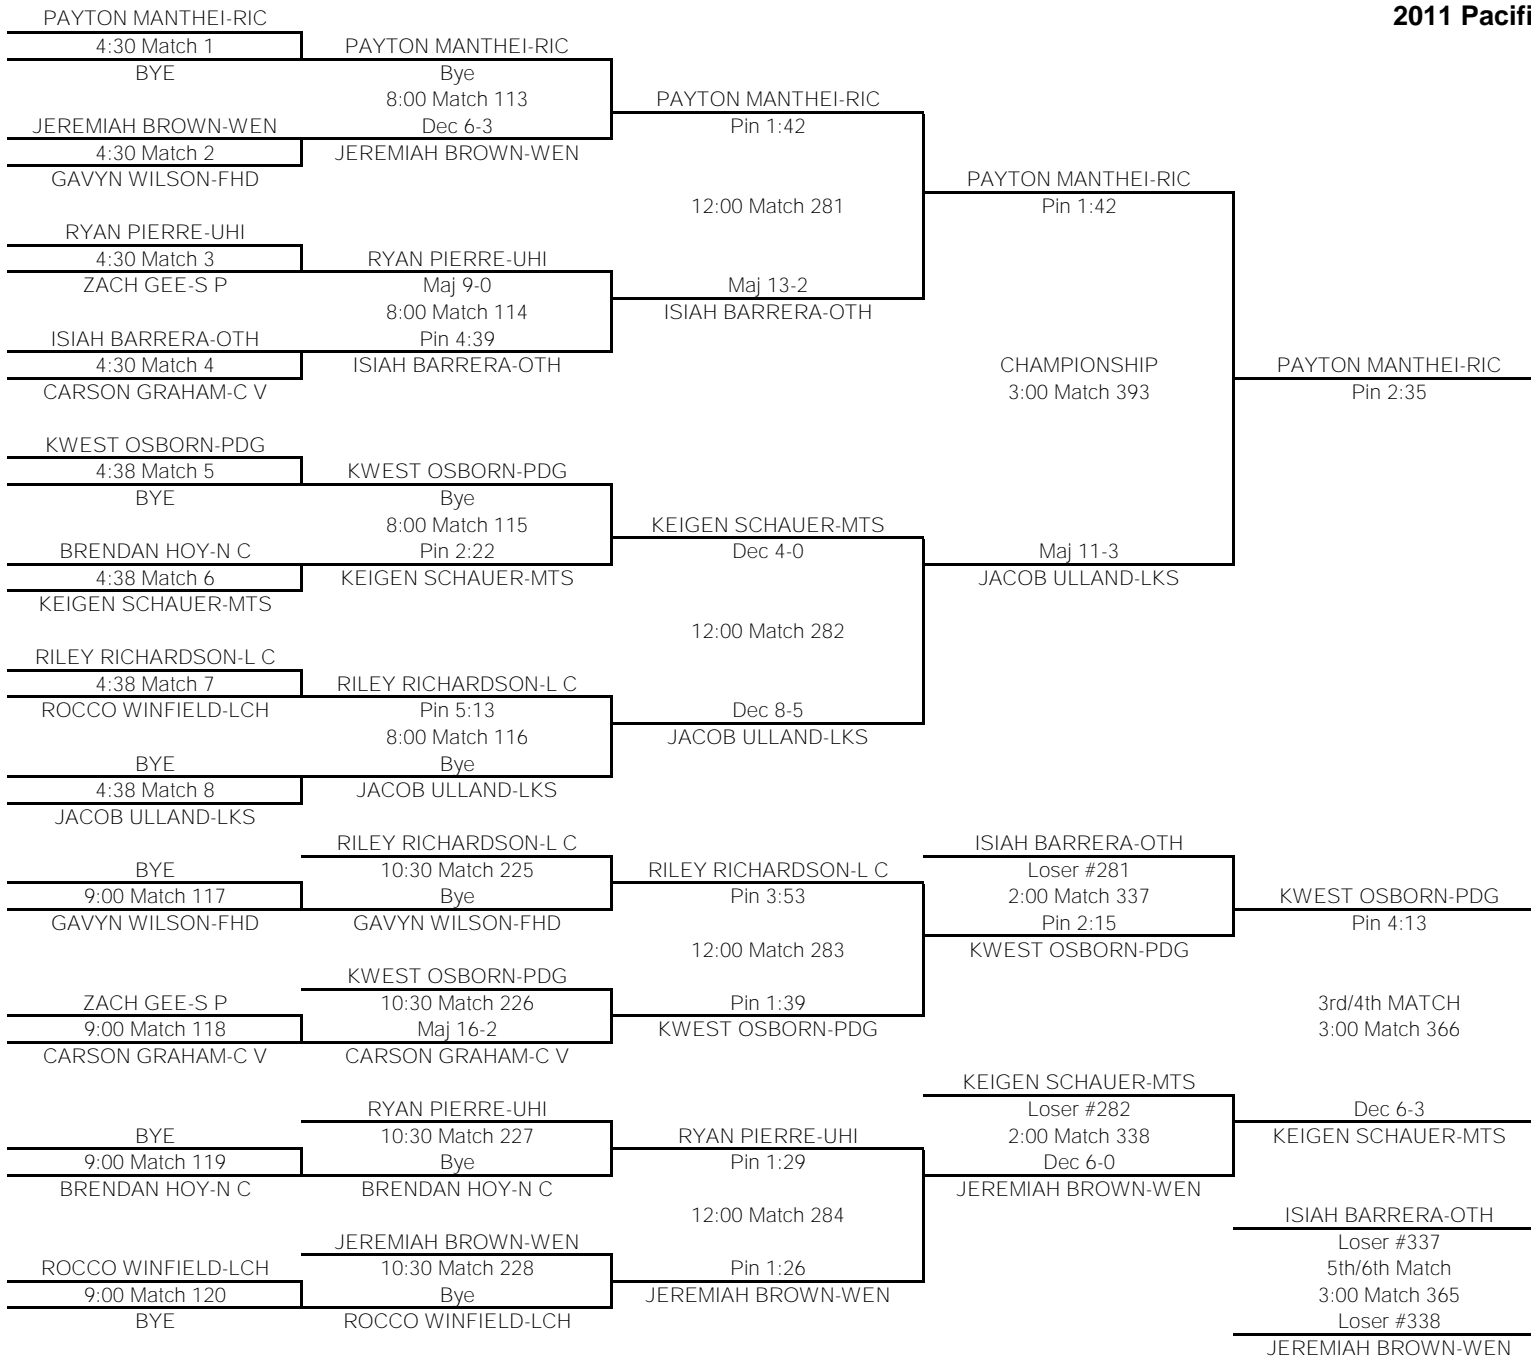 2011 Pacifi
PAYTON MANTHEI-RIC
4:30 Match 1
BYE
JEREMIAH BROWN-WEN
4:30 Match 2
GAVYN WILSON-FHD
RYAN PIERRE-UHI
4:30 Match 3
ZACH GEE-S P
ISIAH BARRERA-OTH
4:30 Match 4
CARSON GRAHAM-C V
KWEST OSBORN-PDG
4:38 Match 5
BYE
BRENDAN HOY-N C
4:38 Match 6
KEIGEN SCHAUER-MTS
RILEY RICHARDSON-L C
4:38 Match 7
ROCCO WINFIELD-LCH
BYE
4:38 Match 8
JACOB ULLAND-LKS
PAYTON MANTHEI-RIC
Bye
8:00 Match 113
Dec 6-3
JEREMIAH BROWN-WEN
RYAN PIERRE-UHI
Maj 9-0
8:00 Match 114
Pin 4:39
ISIAH BARRERA-OTH
KWEST OSBORN-PDG
Bye
8:00 Match 115
Pin 2:22
KEIGEN SCHAUER-MTS
RILEY RICHARDSON-L C
Pin 5:13
8:00 Match 116
Bye
JACOB ULLAND-LKS
PAYTON MANTHEI-RIC
Pin 1:42
12:00 Match 281
Maj 13-2
ISIAH BARRERA-OTH
KEIGEN SCHAUER-MTS
Dec 4-0
12:00 Match 282
Dec 8-5
JACOB ULLAND-LKS
PAYTON MANTHEI-RIC
Pin 1:42
CHAMPIONSHIP
3:00 Match 393
Maj 11-3
JACOB ULLAND-LKS
PAYTON MANTHEI-RIC
Pin 2:35
BYE
9:00 Match 117
GAVYN WILSON-FHD
ZACH GEE-S P
9:00 Match 118
CARSON GRAHAM-C V
BYE
9:00 Match 119
BRENDAN HOY-N C
ROCCO WINFIELD-LCH
9:00 Match 120
BYE
RILEY RICHARDSON-L C
10:30 Match 225
Bye
GAVYN WILSON-FHD
KWEST OSBORN-PDG
10:30 Match 226
Maj 16-2
CARSON GRAHAM-C V
RYAN PIERRE-UHI
10:30 Match 227
Bye
BRENDAN HOY-N C
JEREMIAH BROWN-WEN
10:30 Match 228
Bye
ROCCO WINFIELD-LCH
RILEY RICHARDSON-L C
Pin 3:53
12:00 Match 283
Pin 1:39
KWEST OSBORN-PDG
RYAN PIERRE-UHI
Pin 1:29
12:00 Match 284
Pin 1:26
JEREMIAH BROWN-WEN
ISIAH BARRERA-OTH
Loser #281
2:00 Match 337
Pin 2:15
KWEST OSBORN-PDG
KEIGEN SCHAUER-MTS
Loser #282
2:00 Match 338
Dec 6-0
JEREMIAH BROWN-WEN
KWEST OSBORN-PDG
Pin 4:13
3rd/4th MATCH
3:00 Match 366
Dec 6-3
KEIGEN SCHAUER-MTS
ISIAH BARRERA-OTH
Loser #337
5th/6th Match
3:00 Match 365
Loser #338
JEREMIAH BROWN-WEN